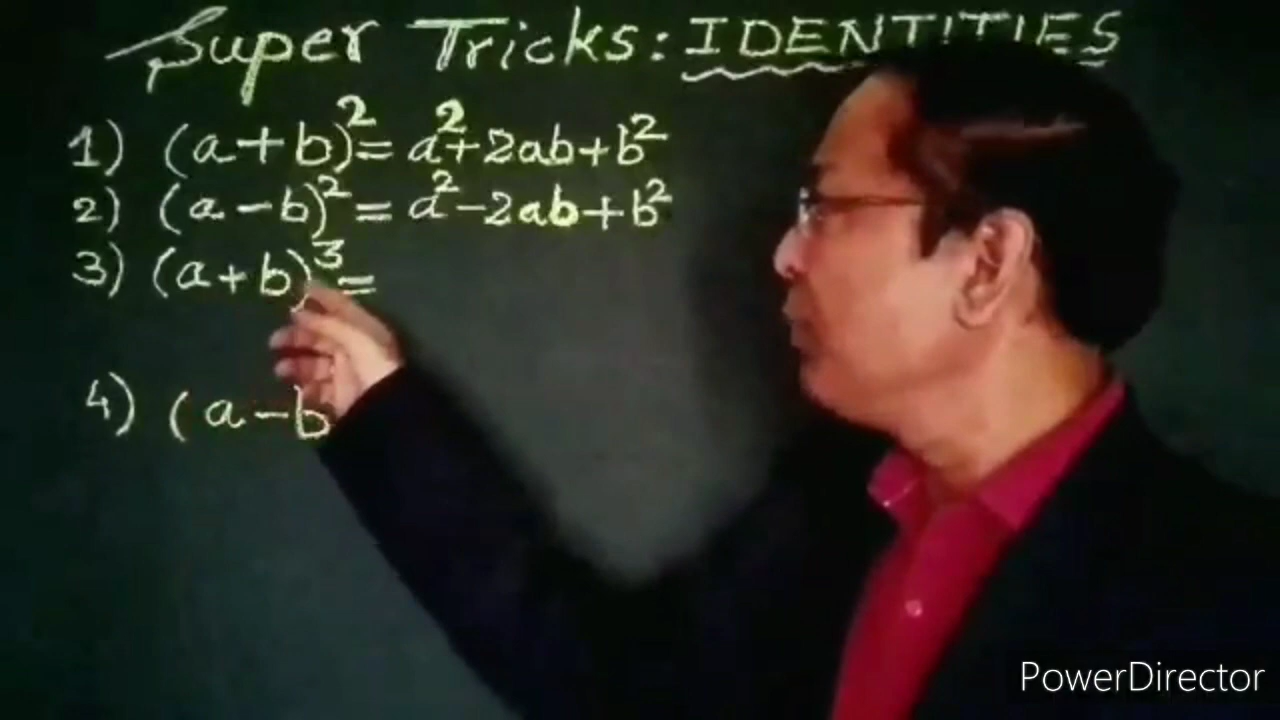 Super Tricks: IDENTITIES
1) (a+b)²= a²+2ab+b²
2) (a-b)²= a²-2ab+b²
3) (a+b)³=
4) (a-b
PowerDirector